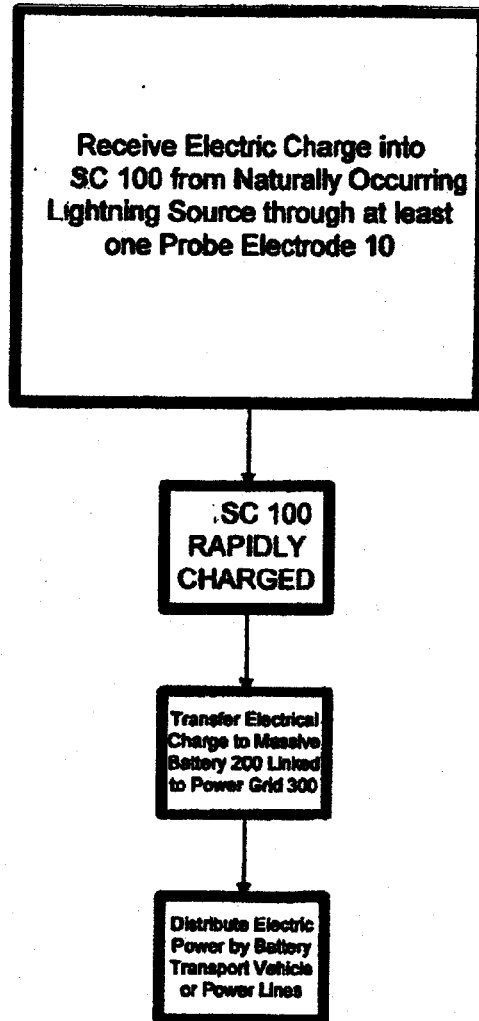 Receive Electric Charge into
SC 100 from Naturally Occurring
Lightning Source through at least
one Probe Electrode 10
SC 100
RAPIDLY
CHARGED
Transfer Electrical
Charge to Massive
Battery 200 Linked
to Power Grid 300
Distribute Electric
Power by Battery
Transport Vehicle
or Power Lines